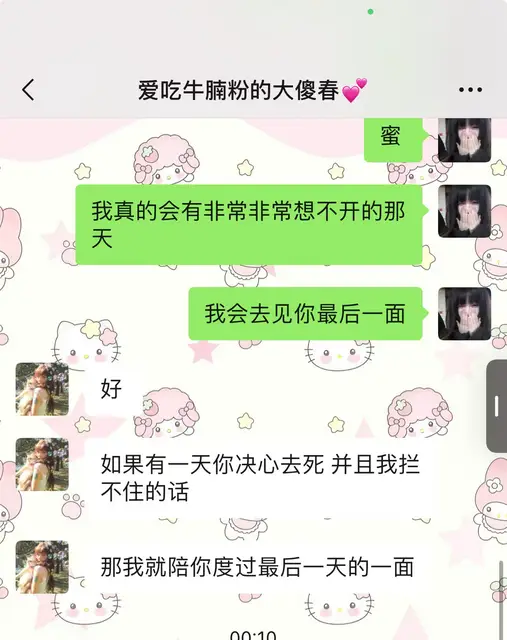 爱吃牛腩粉的大傻春💕
蜜
我真的会有非常非常想不开的那
天
我会去见你最后一面
好
如果有一天你决心去死 并且我拦
不住的话
那我就陪你度过最后一天的一面
00:10